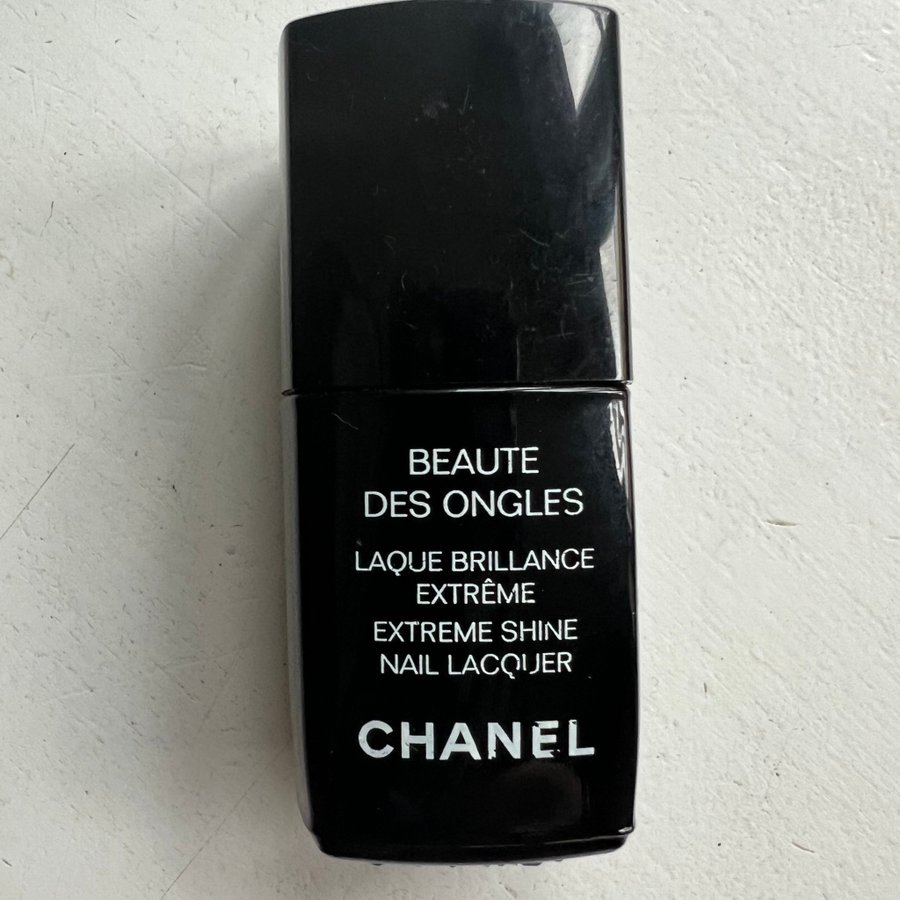 BEAUTE
DES ONGLES
LAQUE BRILLANCE
EXTRÊME
EXTREME SHINE
NAIL LACQUER
CHANEL